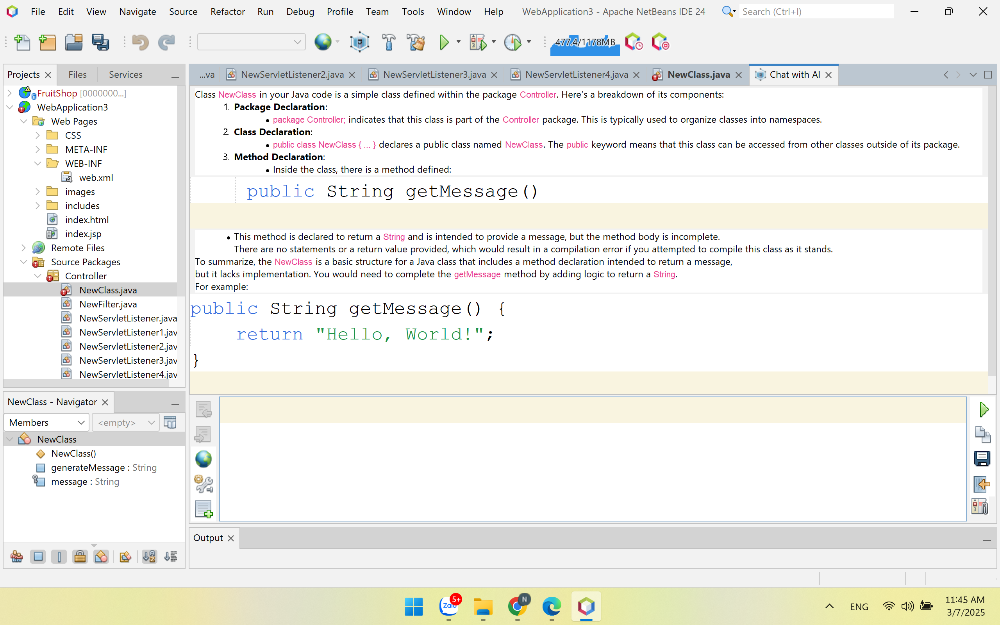 File Edit View Navigate Source Refactor Run Debug Profile Team Tools Window Help WebApplication3 - Apache NetBeans IDE 24 Search (Ctrl+I)
477.4/1178MB
Projects Files Services
FruitShop [0000000...]
WebApplication3
Web Pages
CSS
META-INF
WEB-INF
web.xml
images
includes
index.html
index.jsp
Remote Files
Source Packages
Controller
NewClass.java
NewFilter.java
NewServletListener.java
NewServletListener1.jav
NewServletListener2.jav
NewServletListener3.jav
NewServletListener4.jav
NewClass - Navigator
Members <empty>
NewClass
NewClass()
generateMessage : String
message : String
...va NewServletListener2.java NewServletListener3.java NewServletListener4.java NewClass.java Chat with AI
Class NewClass in your Java code is a simple class defined within the package Controller. Here’s a breakdown of its components:
1. Package Declaration:
• package Controller; indicates that this class is part of the Controller package. This is typically used to organize classes into namespaces.
2. Class Declaration:
• public class NewClass { ... } declares a public class named NewClass. The public keyword means that this class can be accessed from other classes outside of its package.
3. Method Declaration:
• Inside the class, there is a method defined:
public String getMessage()
• This method is declared to return a String and is intended to provide a message, but the method body is incomplete.
There are no statements or a return value provided, which would result in a compilation error if you attempted to compile this class as it stands.
To summarize, the NewClass is a basic structure for a Java class that includes a method declaration intended to return a message,
but it lacks implementation. You would need to complete the getMessage method by adding logic to return a String.
For example:
public String getMessage() {
return "Hello, World!";
}
Output
Zalo 5+ N
ENG
11:45 AM
3/7/2025